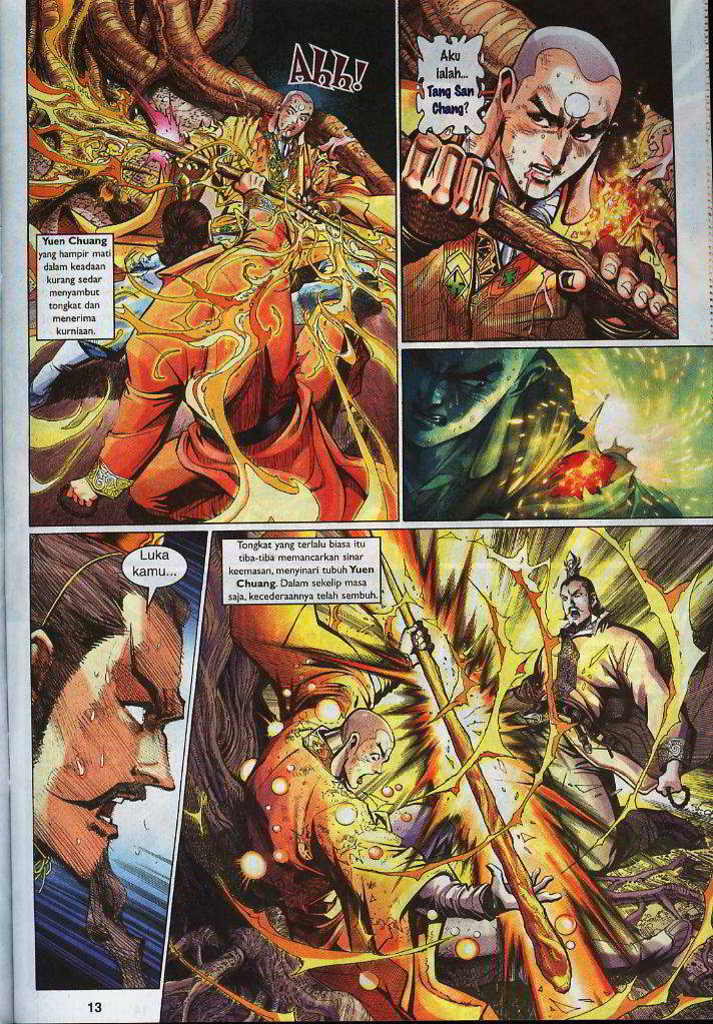 Ahh!
Yuen Chuang
yang hampir mati
dalam keadaan
kurang sedar
menyambut
tongkat dan
menerima
kurniaan.
Aku
ialah...
Tang San
Chang?
Luka
kamu...
Tongkat yang terlalu biasa itu
tiba-tiba memancarkan sinar
keemasan, menyinari tubuh Yuen
Chuang. Dalam sekelip masa
saja, kecederaannya telah sembuh.
13